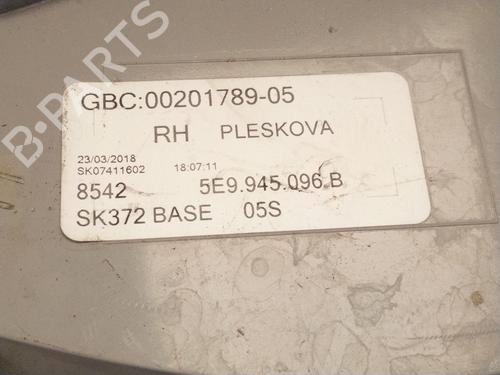 GBC:00201789-05
RH PLESKOVA
23/03/2018 18:07:11
SK07411602
8542 5E9.945.096.B
SK372 BASE 05S
B-PARTS